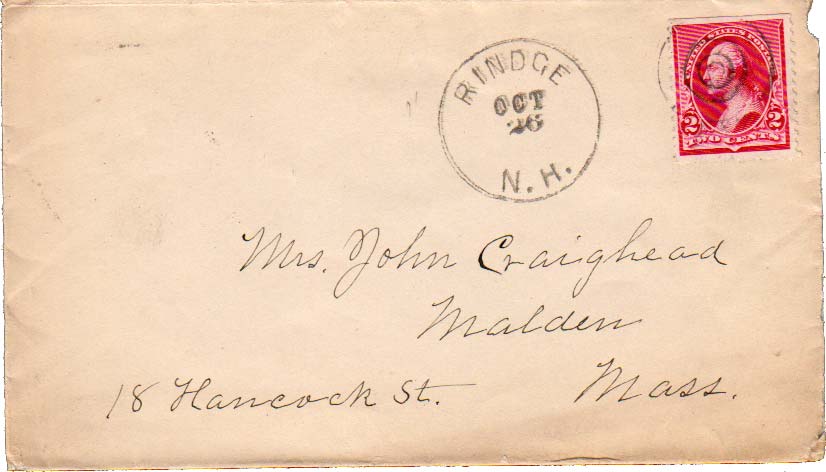 RINDGE
OCT
26
N.H.
UNITED STATES POSTAGE
2 2
TWO CENTS
Mrs. John Craighead
Malden
18 Hancock St. Mass.